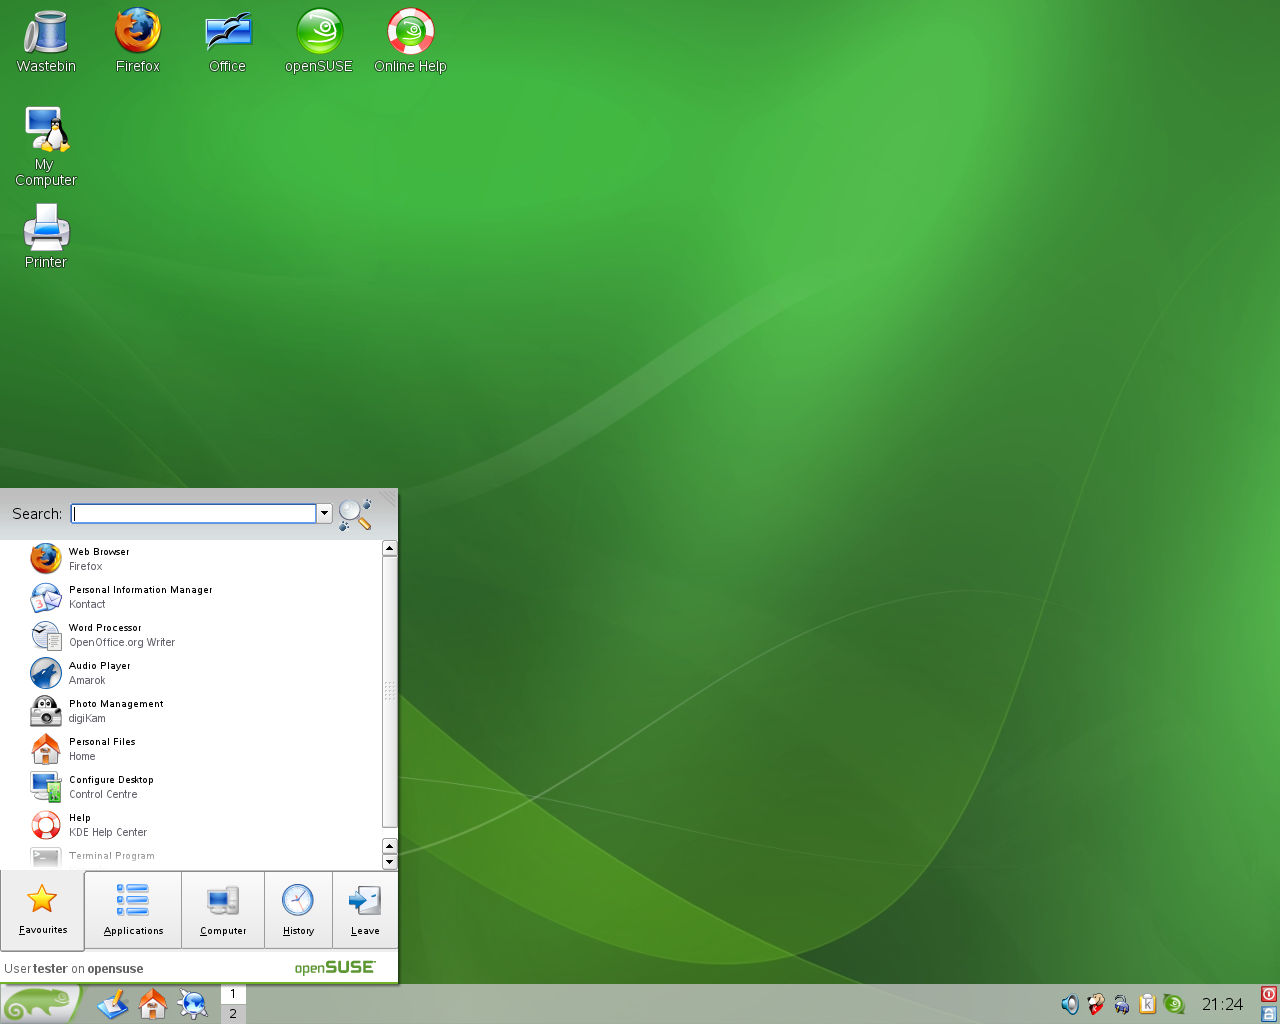 Wastebin
Firefox
Office
openSUSE
Online Help
My
Computer
Printer
Search:
Web Browser
Firefox
Personal Information Manager
Kontact
Word Processor
OpenOffice.org Writer
Audio Player
Amarok
Photo Management
digiKam
Personal Files
Home
Configure Desktop
Control Centre
Help
KDE Help Center
Terminal Program
Favourites
Applications
Computer
History
Leave
User tester on opensuse
openSUSE
1
2
21:24